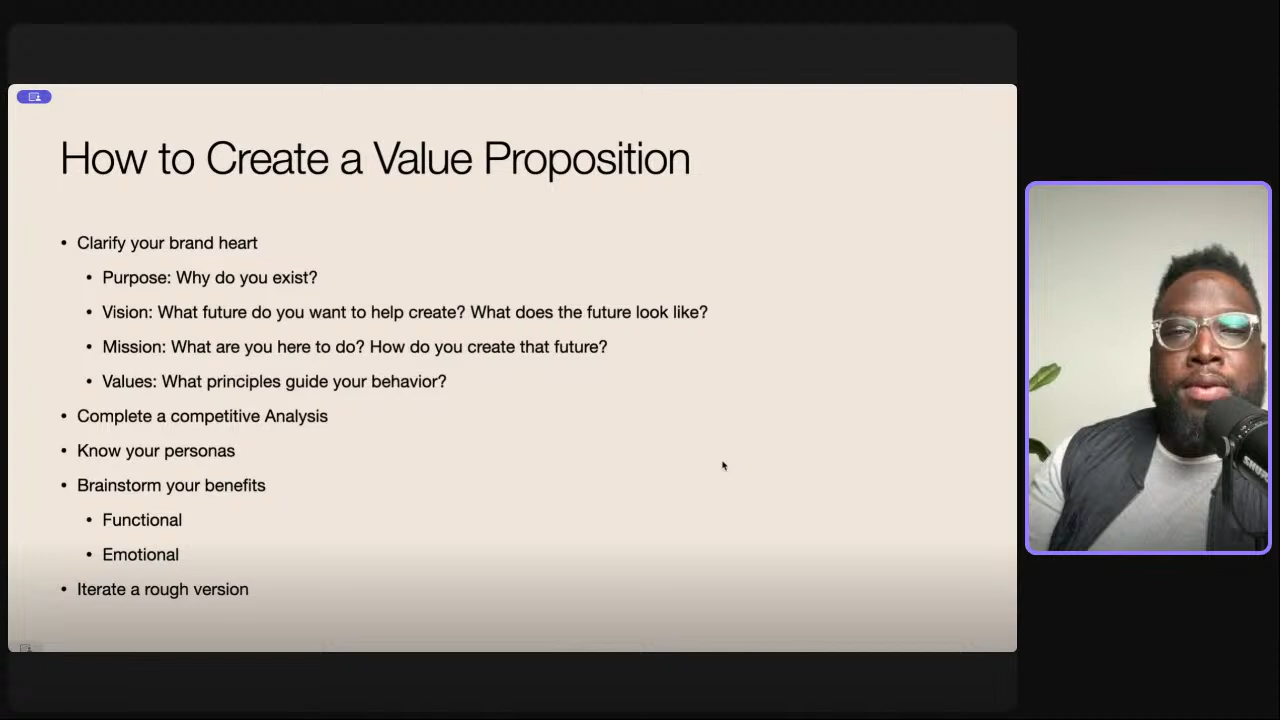 How to Create a Value Proposition
• Clarify your brand heart
• Purpose: Why do you exist?
• Vision: What future do you want to help create? What does the future look like?
• Mission: What are you here to do? How do you create that future?
• Values: What principles guide your behavior?
• Complete a competitive Analysis
• Know your personas
• Brainstorm your benefits
• Functional
• Emotional
• Iterate a rough version
SHURE